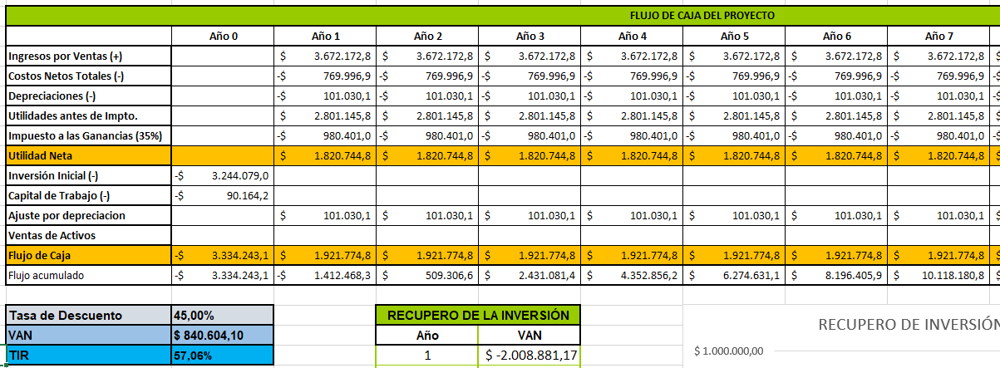 FLUJO DE CAJA DEL PROYECTO
Año 0 Año 1 Año 2 Año 3 Año 4 Año 5 Año 6 Año 7
Ingresos por Ventas (+) $ 3.672.172,8 $ 3.672.172,8 $ 3.672.172,8 $ 3.672.172,8 $ 3.672.172,8 $ 3.672.172,8 $ 3.672.172,8 $
Costos Netos Totales (-) -$ 769.996,9 -$ 769.996,9 -$ 769.996,9 -$ 769.996,9 -$ 769.996,9 -$ 769.996,9 -$ 769.996,9 -$
Depreciaciones (-) -$ 101.030,1 -$ 101.030,1 -$ 101.030,1 -$ 101.030,1 -$ 101.030,1 -$ 101.030,1 -$ 101.030,1 -$
Utilidades antes de Impto. $ 2.801.145,8 $ 2.801.145,8 $ 2.801.145,8 $ 2.801.145,8 $ 2.801.145,8 $ 2.801.145,8 $ 2.801.145,8 $
Impuesto a las Ganancias (35%) -$ 980.401,0 -$ 980.401,0 -$ 980.401,0 -$ 980.401,0 -$ 980.401,0 -$ 980.401,0 -$ 980.401,0 -$
Utilidad Neta $ 1.820.744,8 $ 1.820.744,8 $ 1.820.744,8 $ 1.820.744,8 $ 1.820.744,8 $ 1.820.744,8 $ 1.820.744,8 $
Inversión Inicial (-) -$ 3.244.079,0
Capital de Trabajo (-) -$ 90.164,2
Ajuste por depreciacion $ 101.030,1 $ 101.030,1 $ 101.030,1 $ 101.030,1 $ 101.030,1 $ 101.030,1 $ 101.030,1 $
Ventas de Activos
Flujo de Caja -$ 3.334.243,1 $ 1.921.774,8 $ 1.921.774,8 $ 1.921.774,8 $ 1.921.774,8 $ 1.921.774,8 $ 1.921.774,8 $ 1.921.774,8 $
Flujo acumulado -$ 3.334.243,1 -$ 1.412.468,3 $ 509.306,6 $ 2.431.081,4 $ 4.352.856,2 $ 6.274.631,1 $ 8.196.405,9 $ 10.118.180,8 $
Tasa de Descuento 45,00% RECUPERO DE LA INVERSIÓN
RECUPERO DE INVERSIÓN
VAN $ 840.604,10 Año VAN
$ 1.000.000,00
TIR 57,06% 1 $ -2.008.881,17